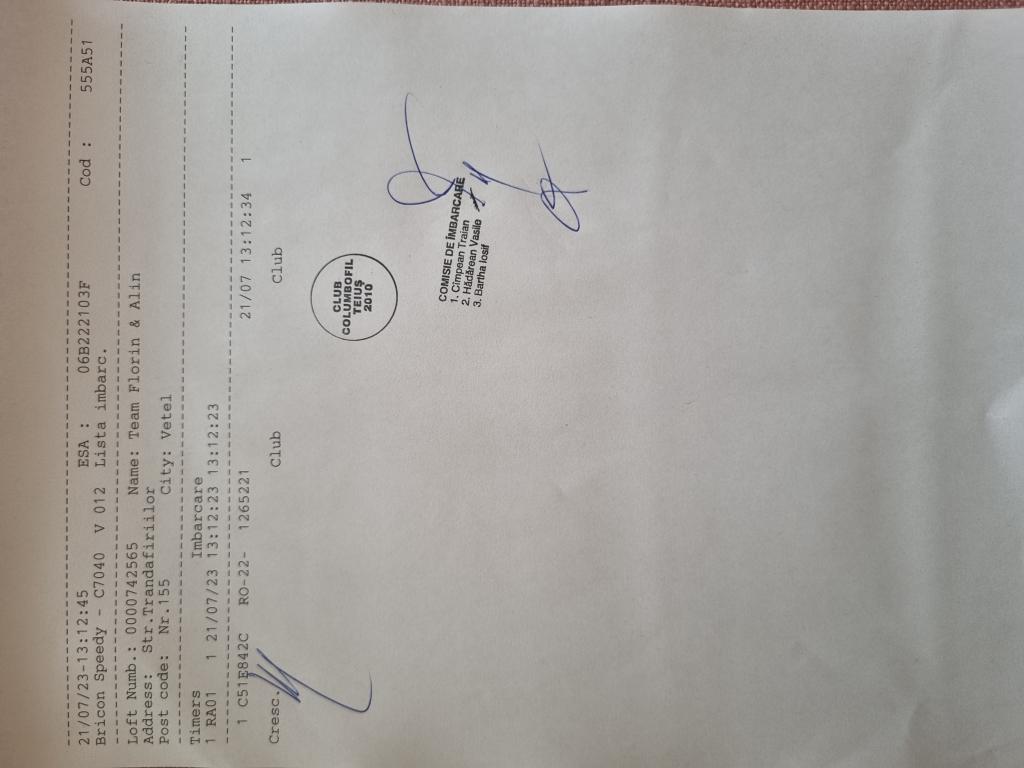 21/07/23-13:12:45 ESA : 06B222103F Cod : 555A51
Bricon Speedy - C7040 V 012 Lista imbarc.
Loft Numb.: 0000742565 Name: Team Florin & Alin
Address: Str.Trandafiriilor
Post code: Nr.155 City: Vetel
Timers Imbarcare
1 RA01 1 21/07/23 13:12:23 13:12:23
1 C51E842C RO-22- 1265221 21/07 13:12:34 1
Cresc. Club Club
CLUB
COLUMBOFIL
TEIUȘ
2010
COMISIE DE ÎMBARCARE
1. Cîmpean Traian
2. Hădărean Vasile
3. Bartha Iosif